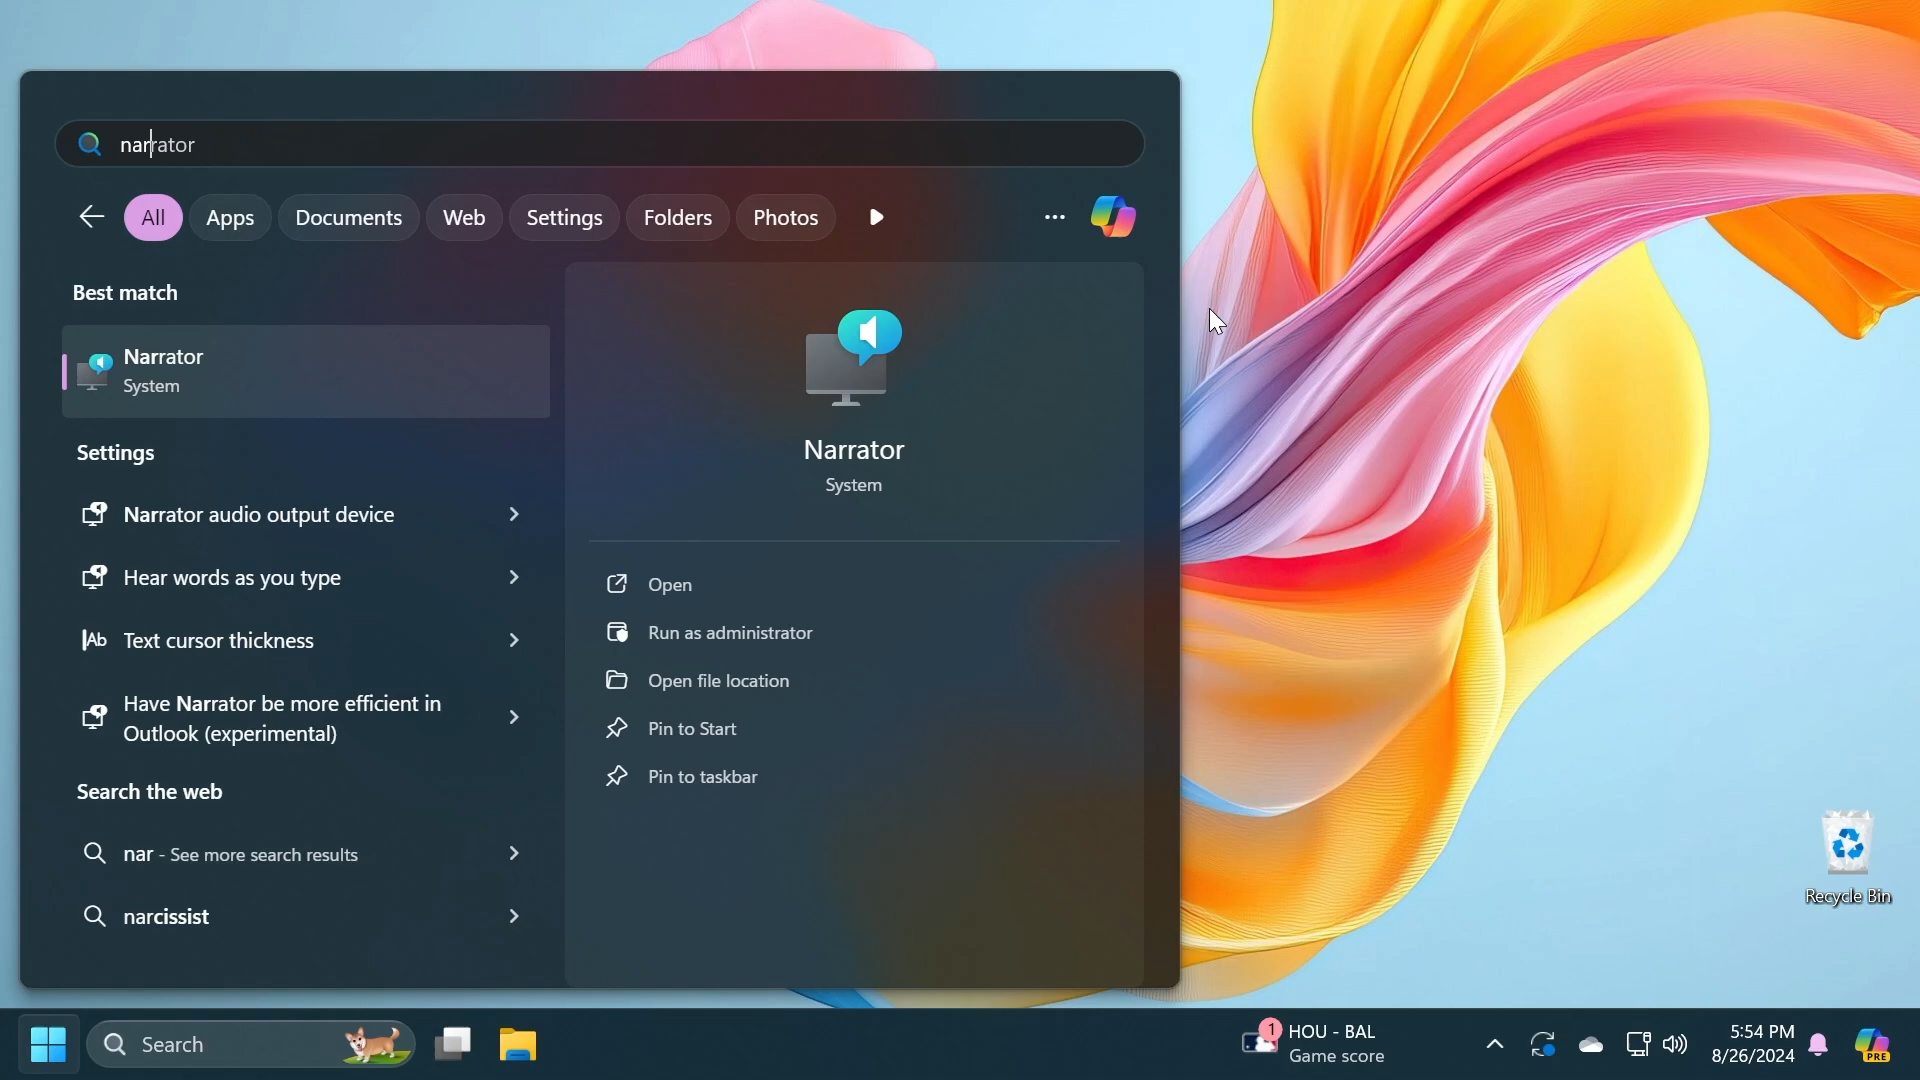 narrator
All Apps Documents Web Settings Folders Photos
Best match
Narrator
System
Settings
Narrator audio output device
Hear words as you type
Ab Text cursor thickness
Have Narrator be more efficient in
Outlook (experimental)
Search the web
nar - See more search results
narcissist
Narrator
System
Open
Run as administrator
Open file location
Pin to Start
Pin to taskbar
Recycle Bin
Search
1 HOU - BAL
Game score
5:54 PM
8/26/2024
PRE